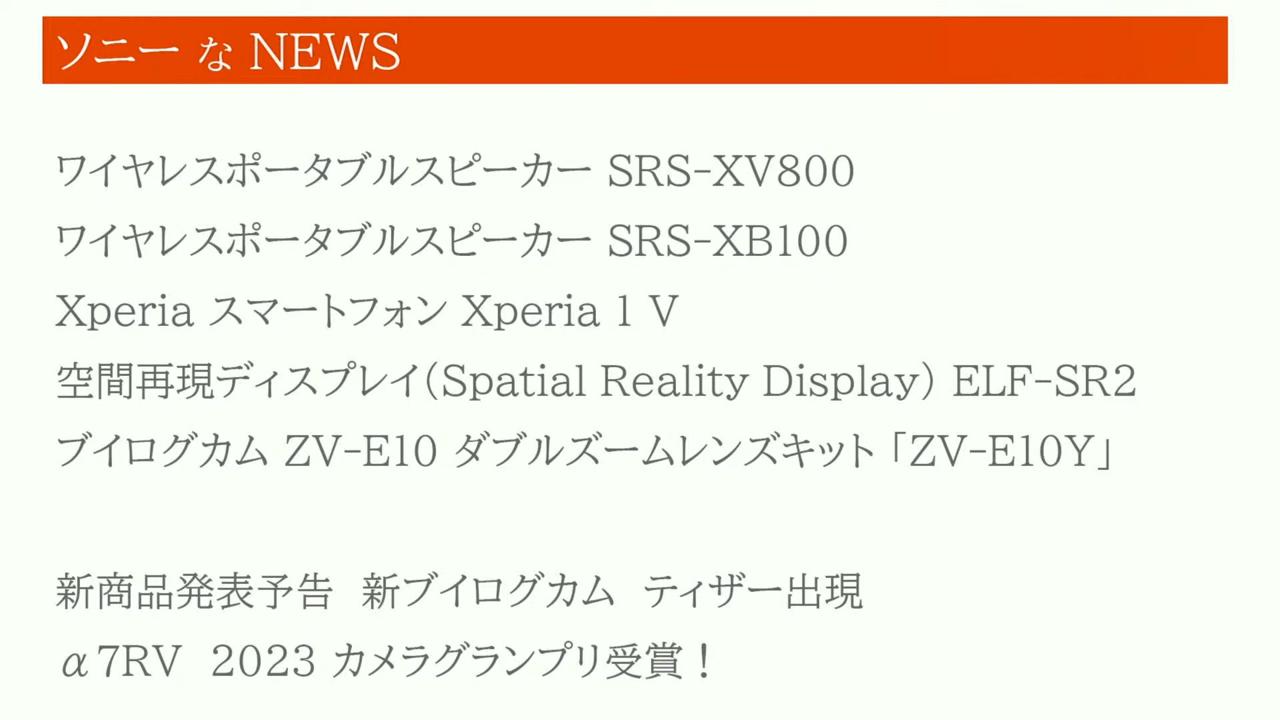 ソニー な NEWS
ワイヤレスポータブルスピーカー SRS-XV800
ワイヤレスポータブルスピーカー SRS-XB100
Xperia スマートフォン Xperia 1 V
空間再現ディスプレイ(Spatial Reality Display) ELF-SR2
ブイログカム ZV-E10 ダブルズームレンズキット 「ZV-E10Y」
新商品発表予告　新ブイログカム　ティザー出現
α7RV　2023 カメラグランプリ受賞！